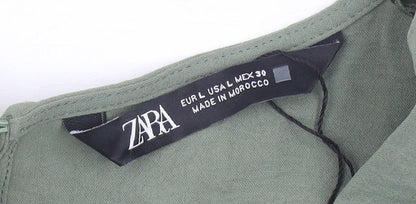 ZARA
EUR L USA L MEX 30
MADE IN MOROCCO